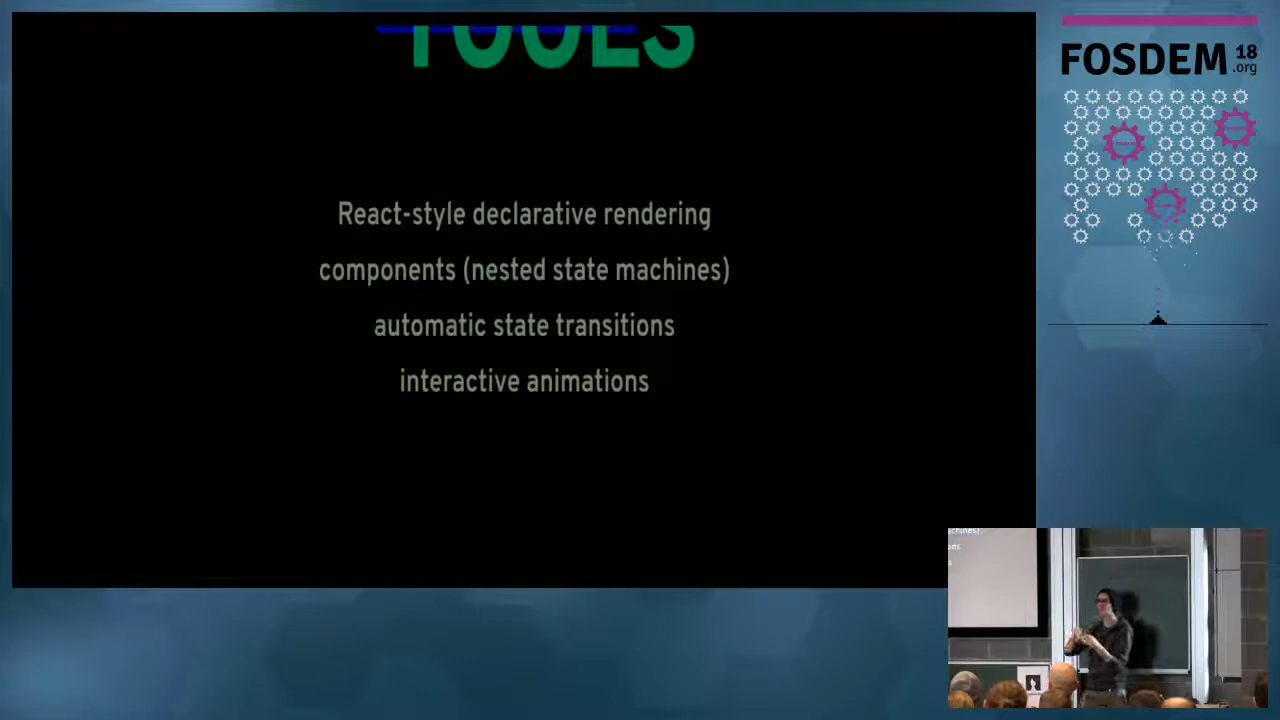 TOOLS
React-style declarative rendering
components (nested state machines)
automatic state transitions
interactive animations
FOSDEM 18
.org